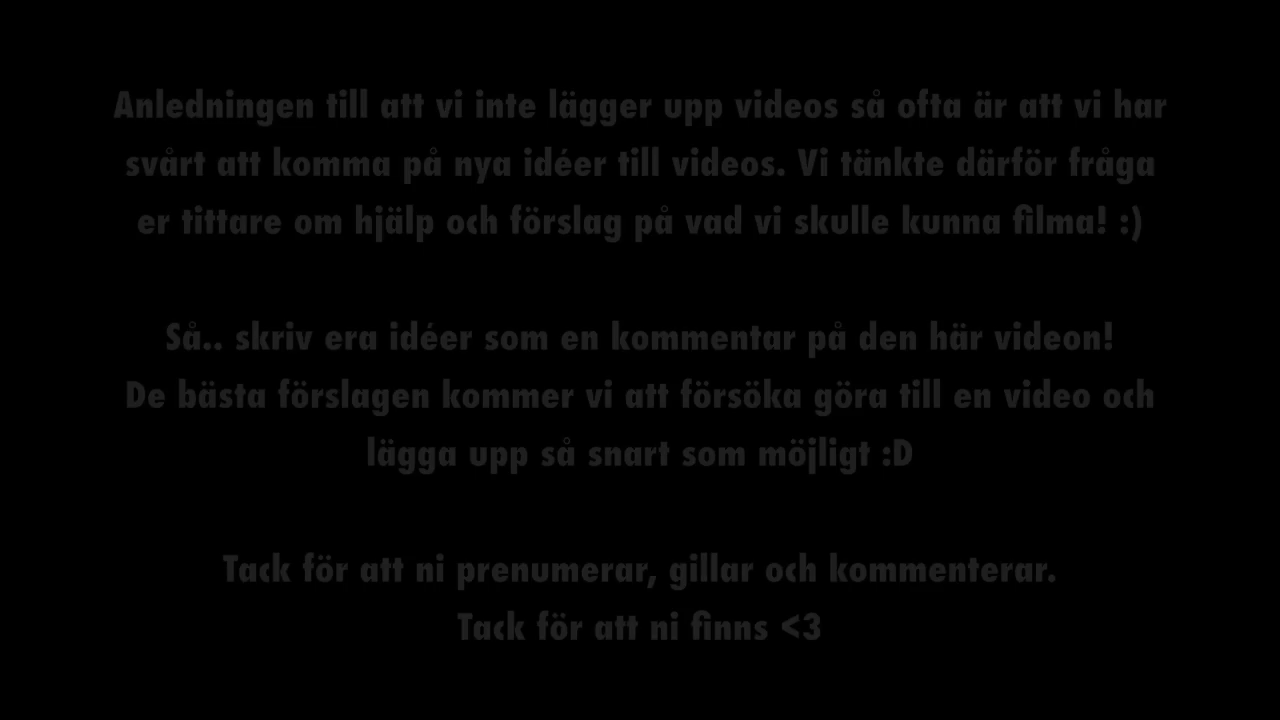 Anledningen till att vi inte lägger upp videos så ofta är att vi har
svårt att komma på nya idéer till videos. Vi tänkte därför fråga
er tittare om hjälp och förslag på vad vi skulle kunna filma! :)
Så.. skriv era idéer som en kommentar på den här videon!
De bästa förslagen kommer vi att försöka göra till en video och
lägga upp så snart som möjligt :D
Tack för att ni prenumerar, gillar och kommenterar.
Tack för att ni finns <3